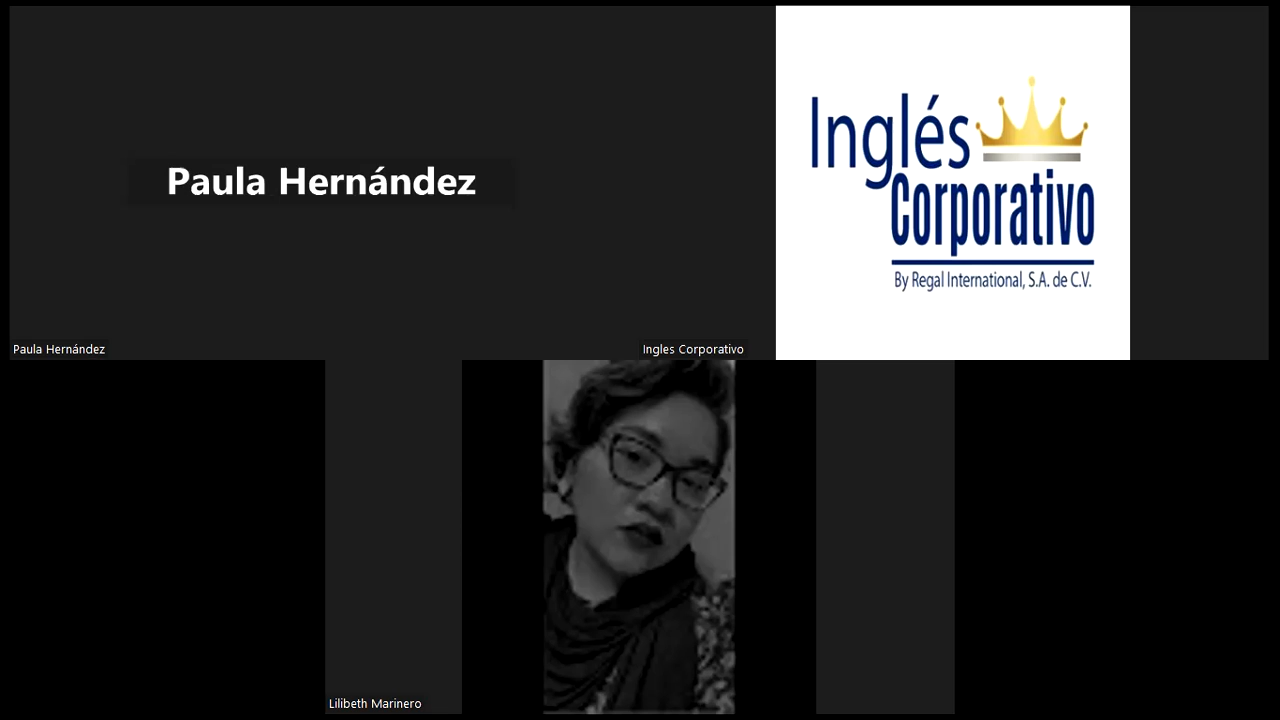 Paula Hernández
Paula Hernández
Inglés
Corporativo
By Regal International, S.A. de C.V.
Ingles Corporativo
Lilibeth Marinero